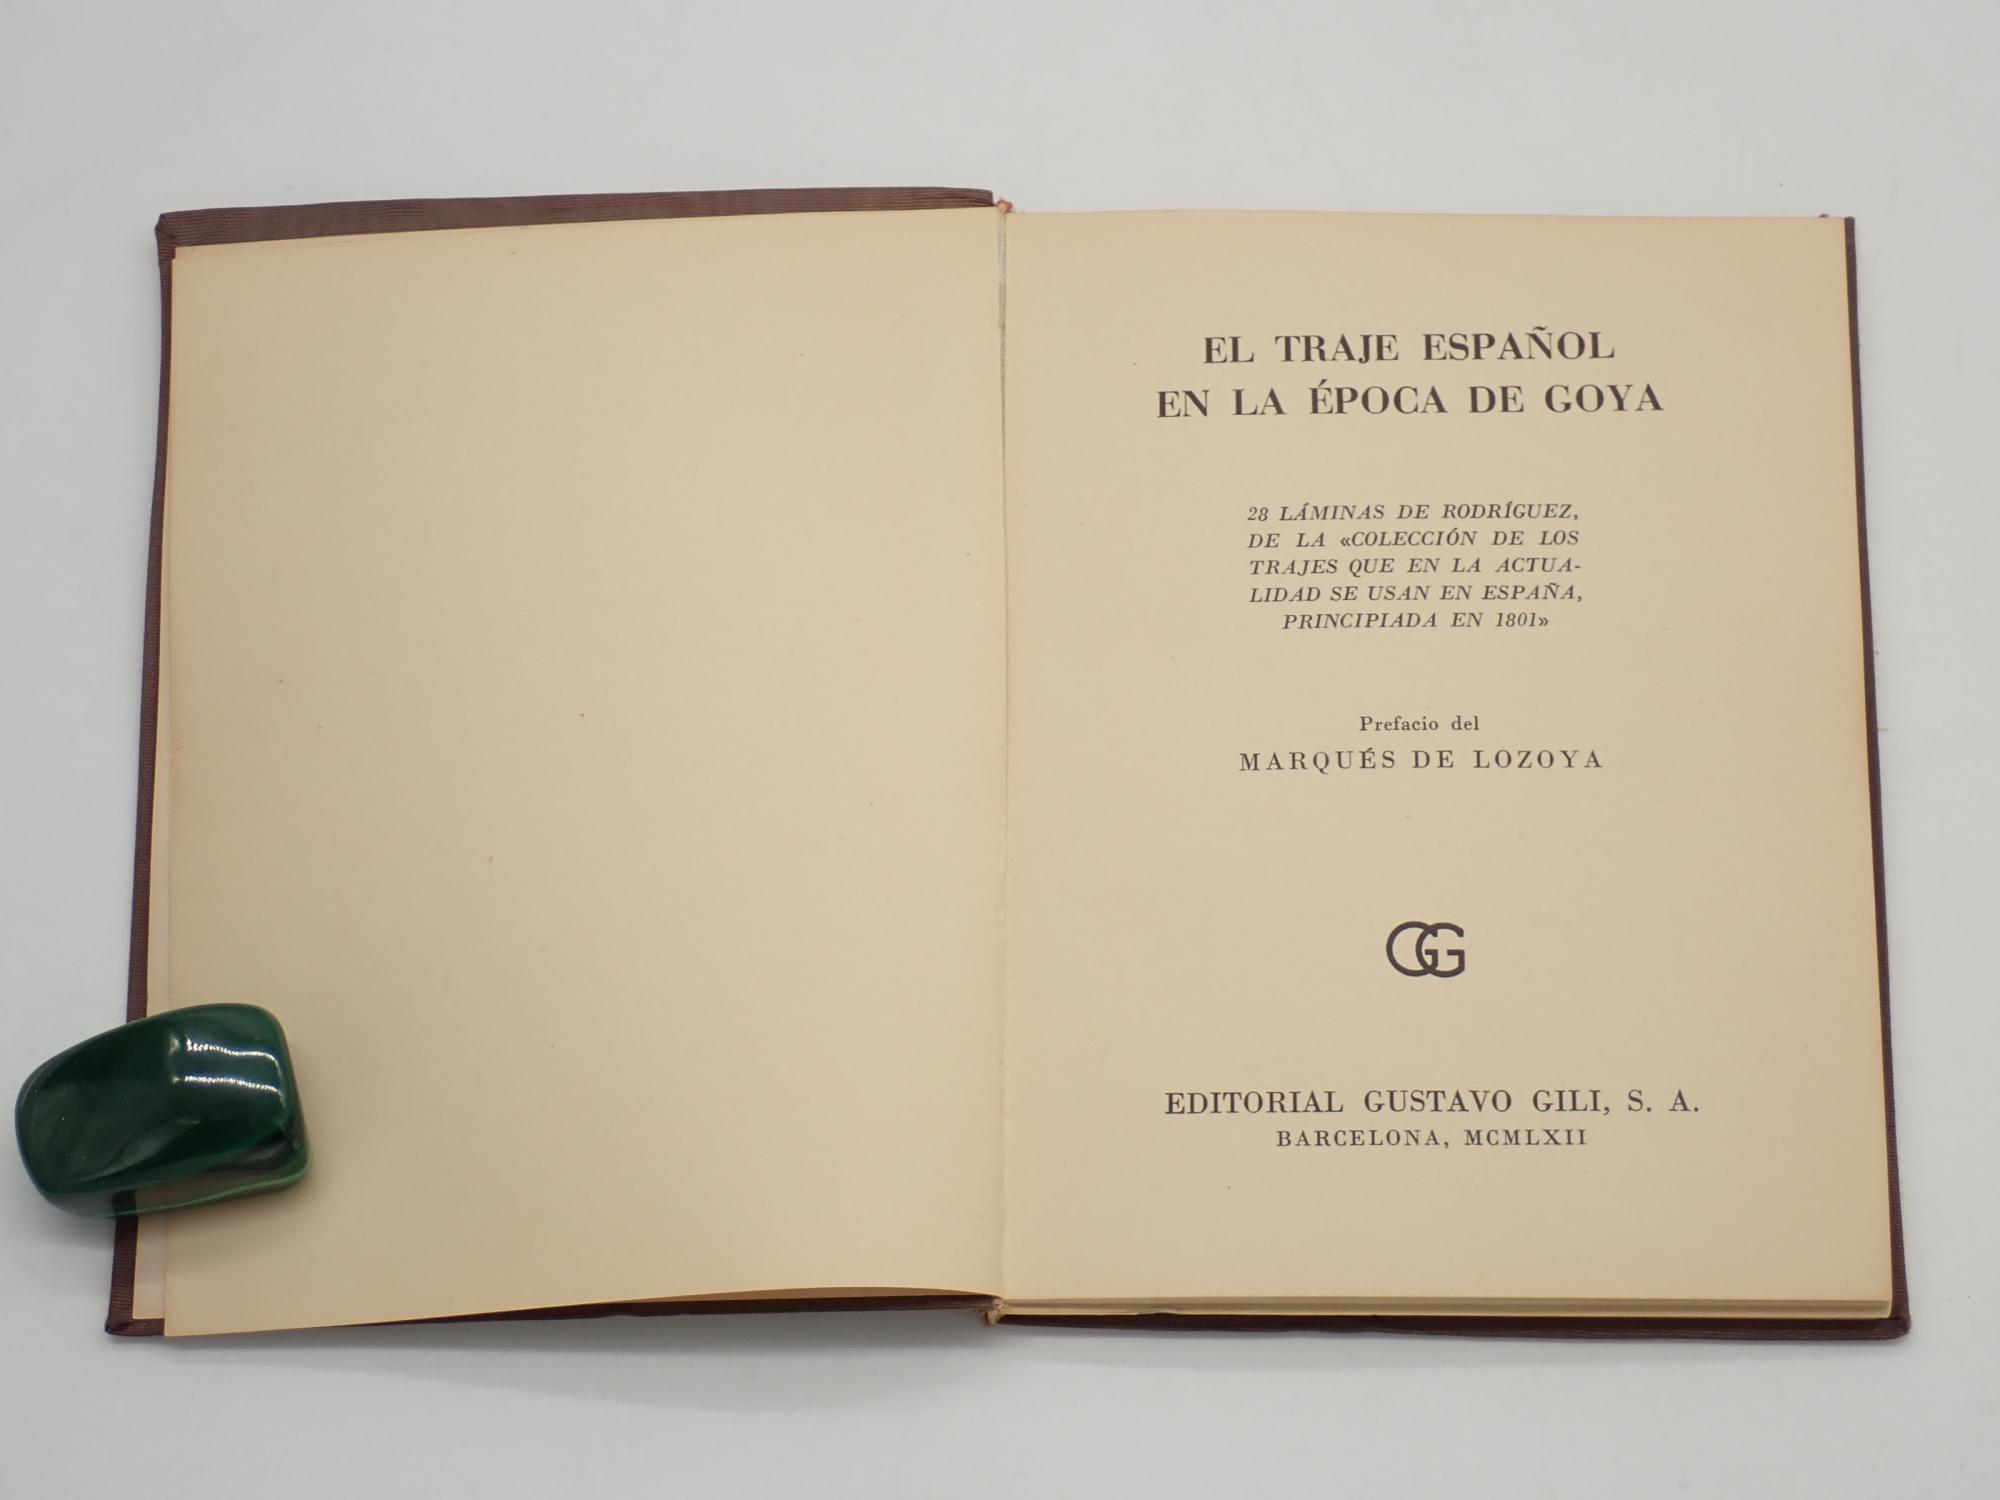 EL TRAJE ESPAÑOL
EN LA ÉPOCA DE GOYA
28 LÁMINAS DE RODRÍGUEZ,
DE LA «COLECCIÓN DE LOS
TRAJES QUE EN LA ACTUA-
LIDAD SE USAN EN ESPAÑA,
PRINCIPIADA EN 1801»
Prefacio del
MARQUÉS DE LOZOYA
GG
EDITORIAL GUSTAVO GILI, S. A.
BARCELONA, MCMLXII